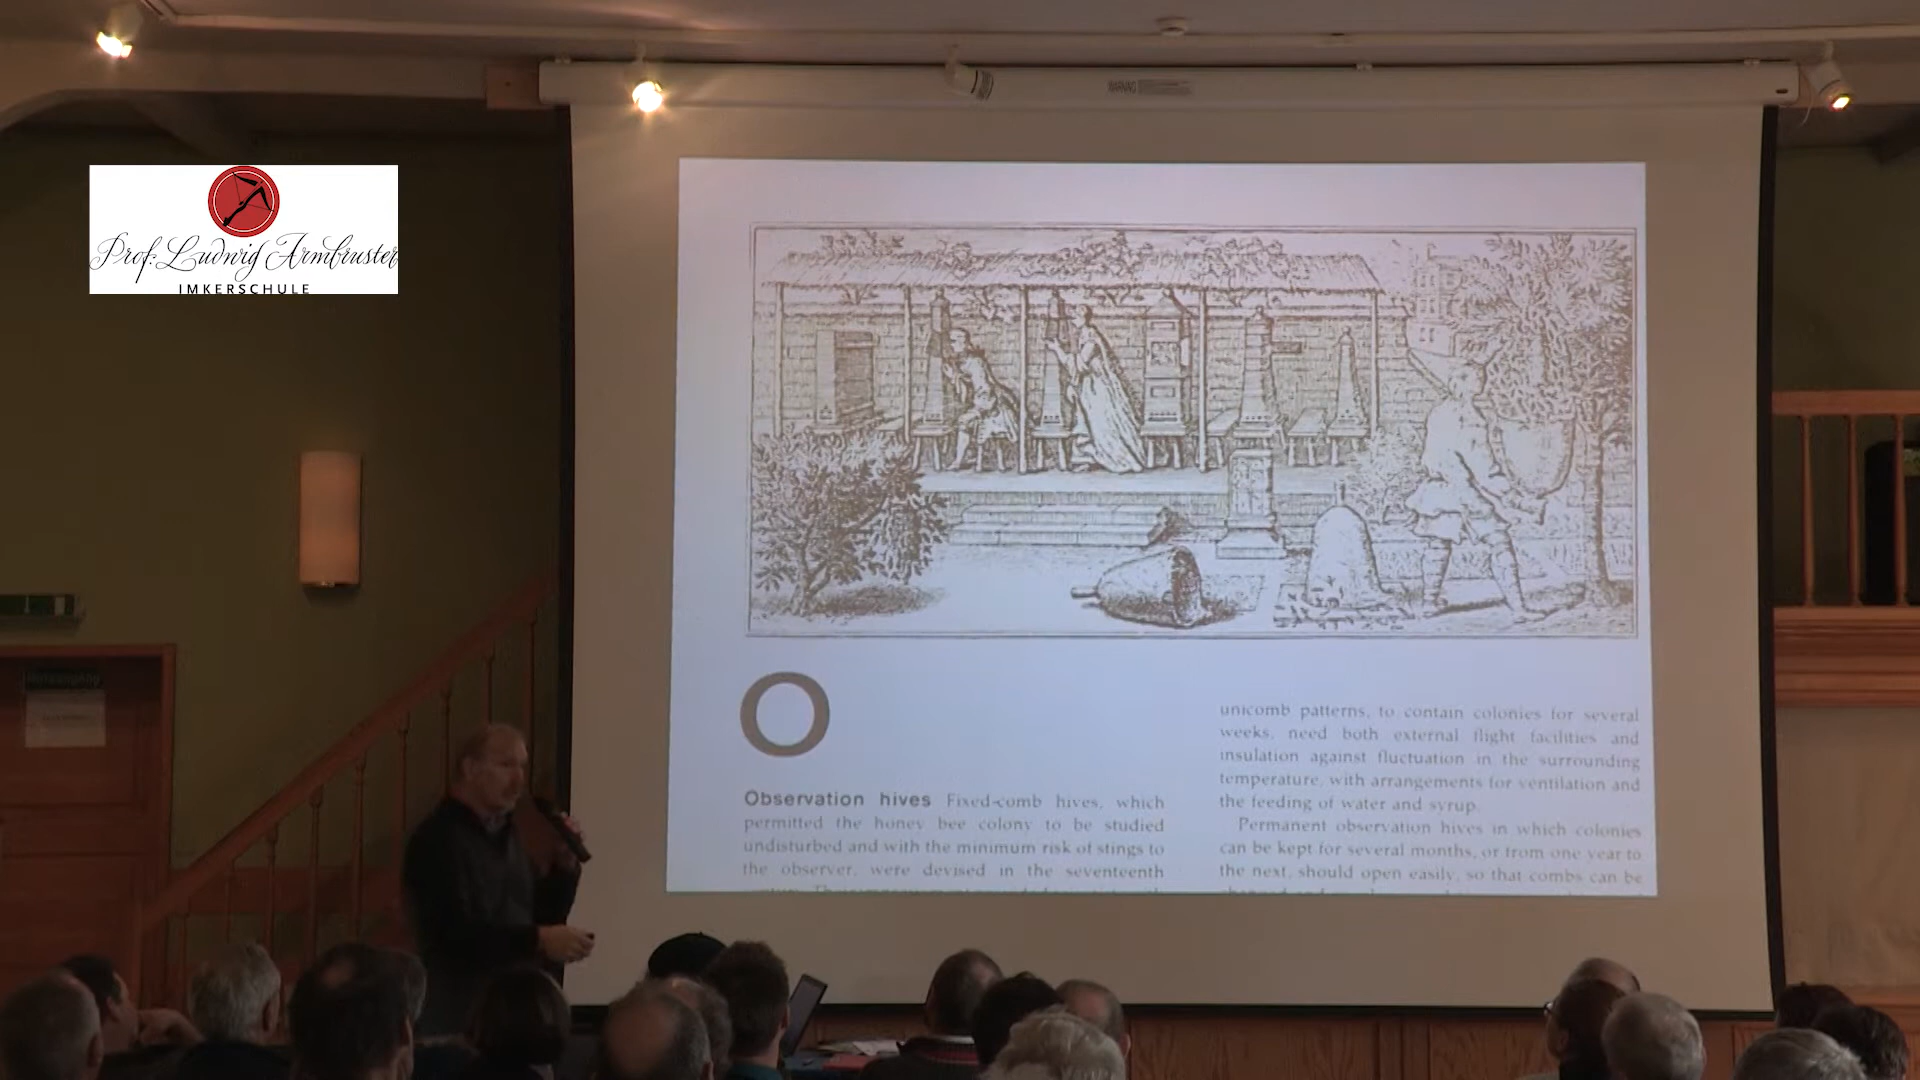 Prof. Ludwig Armbruster
IMKERSCHULE
WARNING
O
Observation hives Fixed-comb hives, which
permitted the honey bee colony to be studied
undisturbed and with the minimum risk of stings to
the observer, were devised in the seventeenth
unicomb patterns, to contain colonies for several
weeks, need both external flight facilities and
insulation against fluctuation in the surrounding
temperature, with arrangements for ventilation and
the feeding of water and syrup.
Permanent observation hives in which colonies
can be kept for several months, or from one year to
the next, should open easily, so that combs can be